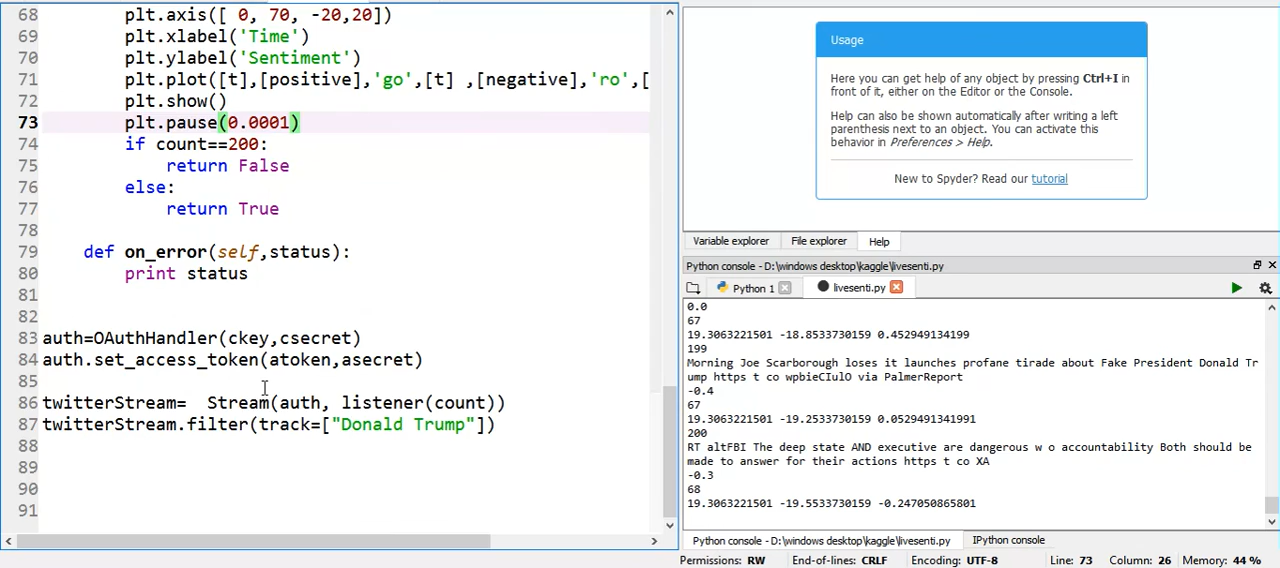 68 plt.axis([ 0, 70, -20,20])
69 plt.xlabel('Time')
70 plt.ylabel('Sentiment')
71 plt.plot([t],[positive],'go',[t] ,[negative],'ro',[
72 plt.show()
73 plt.pause(0.0001)
74 if count==200:
75 return False
76 else:
77 return True
78
79 def on_error(self,status):
80 print status
81
82
83 auth=OAuthHandler(ckey,csecret)
84 auth.set_access_token(atoken,asecret)
85
86 twitterStream=  Stream(auth, listener(count))
87 twitterStream.filter(track=["Donald Trump"])
88
89
90
91
Usage
Here you can get help of any object by pressing Ctrl+I in
front of it, either on the Editor or the Console.
Help can also be shown automatically after writing a left
parenthesis next to an object. You can activate this
behavior in Preferences > Help.
New to Spyder? Read our tutorial
Variable explorer File explorer Help
Python console - D:\windows desktop\kaggle\livesenti.py
Python 1 livesenti.py
0.0
67
19.3063221501 -18.8533730159 0.452949134199
199
Morning Joe Scarborough loses it launches profane tirade about Fake President Donald Tr
ump https t co wpbieCIulO via PalmerReport
-0.4
67
19.3063221501 -19.2533730159 0.0529491341991
200
RT altFBI The deep state AND executive are dangerous w o accountability Both should be
made to answer for their actions https t co XA
-0.3
68
19.3063221501 -19.5533730159 -0.247050865801
Python console - D:\windows desktop\kaggle\livesenti.py IPython console
Permissions: RW End-of-lines: CRLF Encoding: UTF-8 Line: 73 Column: 26 Memory: 44 %